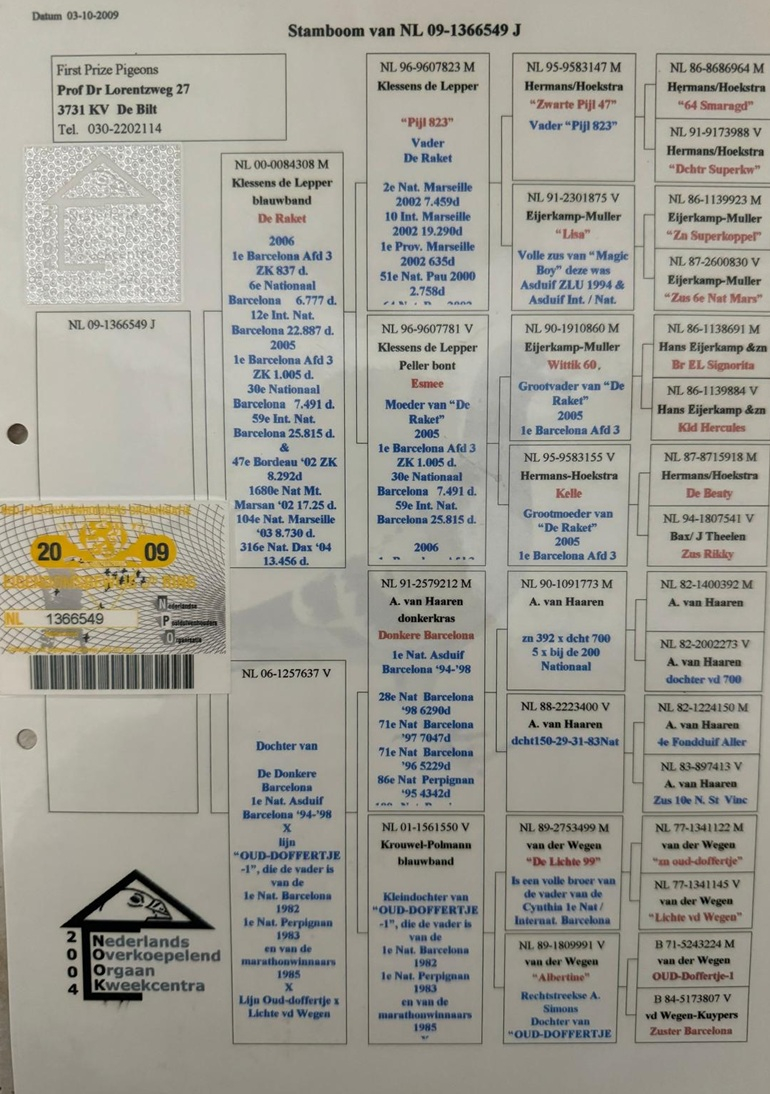 Datum 03-10-2009
Stamboom van NL 09-1366549 J
First Prize Pigeons
Prof Dr Lorentzweg 27
3731 KV De Bilt
Tel. 030-2202114
NL 09-1366549 J
20 09
NL 1366549
Nederlandse
Postduivenhouders
Organisatie
2004
Nederlands
Overkoepelend
Orgaan
Kweekcentra
NL 00-0084308 M
Klessens de Lepper
blauwband
De Raket
2006
1e Barcelona Afd 3
ZK 837 d.
6e Nationaal
Barcelona 6.777 d.
12e Int. Nat.
Barcelona 22.887 d.
2005
1e Barcelona Afd 3
ZK 1.005 d.
30e Nationaal
Barcelona 7.491 d.
59e Int. Nat.
Barcelona 25.815 d.
&
47e Bordeau ‘02 ZK
8.292d
1680e Nat Mt.
Marsan ‘02 17.25 d.
104e Nat. Marseille
‘03 8.730 d.
316e Nat. Dax ‘04
13.456 d.
NL 06-1257637 V
Dochter van
De Donkere
Barcelona
1e Nat. Asduif
Barcelona ‘94-’98
X
lijn
“OUD-DOFFERTJE
-1”, die de vader is
van de
1e Nat. Barcelona
1982
1e Nat. Perpignan
1983
en van de
marathonwinnaars
1985
X
Lijn Oud-doffertje x
Lichte vd Wegen
NL 96-9607823 M
Klessens de Lepper
“Pijl 823”
Vader
De Raket
2e Nat. Marseille
2002 7.459d
10 Int. Marseille
2002 19.290d
1e Prov. Marseille
2002 635d
51e Nat. Pau 2000
2.758d
NL 96-9607781 V
Klessens de Lepper
Peller bont
Esmee
Moeder van “De
Raket”
2005
1e Barcelona Afd 3
ZK 1.005 d.
30e Nationaal
Barcelona 7.491 d.
59e Int. Nat.
Barcelona 25.815 d.
2006
NL 91-2579212 M
A. van Haaren
donkerkras
Donkere Barcelona
1e Nat. Asduif
Barcelona ‘94-’98
28e Nat Barcelona
‘98 6290d
71e Nat Barcelona
‘97 7047d
71e Nat Barcelona
‘96 5229d
86e Nat Perpignan
‘95 4342d
NL 01-1561550 V
Krouwel-Polmann
blauwband
Kleindochter van
“OUD-DOFFERTJE
-1”, die de vader is
van de
1e Nat. Barcelona
1982
1e Nat. Perpignan
1983
en van de
marathonwinnaars
1985
NL 95-9583147 M
Hermans/Hoekstra
“Zwarte Pijl 47”
Vader “Pijl 823”
NL 91-2301875 V
Eijerkamp-Muller
“Lisa”
Volle zus van “Magic
Boy” deze was
Asduif ZLU 1994 &
Asduif Int. / Nat.
NL 90-1910860 M
Eijerkamp-Muller
Wittik 60,
Grootvader van “De
Raket”
2005
1e Barcelona Afd 3
NL 95-9583155 V
Hermans-Hoekstra
Kelle
Grootmoeder van
“De Raket”
2005
1e Barcelona Afd 3
NL 90-1091773 M
A. van Haaren
zn 392 x dcht 700
5 x bij de 200
Nationaal
NL 88-2223400 V
A. van Haaren
dcht150-29-31-83Nat
NL 89-2753499 M
van der Wegen
“De Lichte 99”
Is een volle broer van
de vader van de
Cynthia 1e Nat /
Internat. Barcelona
NL 89-1809991 V
van der Wegen
“Albertine”
Rechtstreekse A.
Simons
Dochter van
“OUD-DOFFERTJE
NL 86-8686964 M
Hermans/Hoekstra
“64 Smaragd”
NL 91-9173988 V
Hermans/Hoekstra
“Dchtr Superkw”
NL 86-1139923 M
Eijerkamp-Muller
“Zn Superkoppel”
NL 87-2600830 V
Eijerkamp-Muller
“Zus 6e Nat Mars”
NL 86-1138691 M
Hans Eijerkamp &zn
Br EL Signorita
NL 86-1139884 V
Hans Eijerkamp &zn
Kld Hercules
NL 87-8715918 M
Hermans/Hoekstra
De Beaty
NL 94-1807541 V
Bax/ J Theelen
Zus Rikky
NL 82-1400392 M
A. van Haaren
NL 82-2002273 V
A. van Haaren
dochter vd 700
NL 82-1224150 M
A. van Haaren
4e Fondduif Aller
NL 83-897413 V
A. van Haaren
Zus 10e N. St Vinc
NL 77-1341122 M
van der Wegen
“zn oud-doffertje”
NL 77-1341145 V
van der Wegen
“Lichte vd Wegen”
B 71-5243224 M
van der Wegen
OUD-Doffertje-1
B 84-5173807 V
vd Wegen-Kuypers
Zuster Barcelona